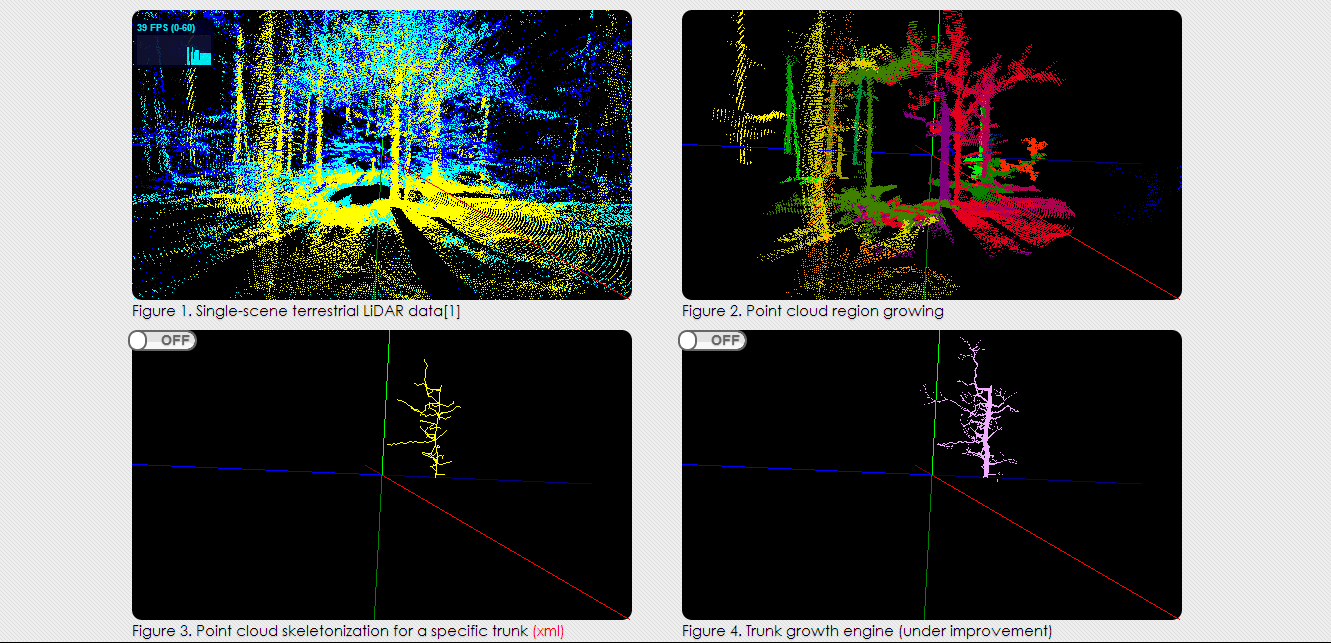 39 FPS (0-60)
Figure 1. Single-scene terrestrial LiDAR data[1]
Figure 2. Point cloud region growing
OFF
OFF
Figure 3. Point cloud skeletonization for a specific trunk (xml)
Figure 4. Trunk growth engine (under improvement)